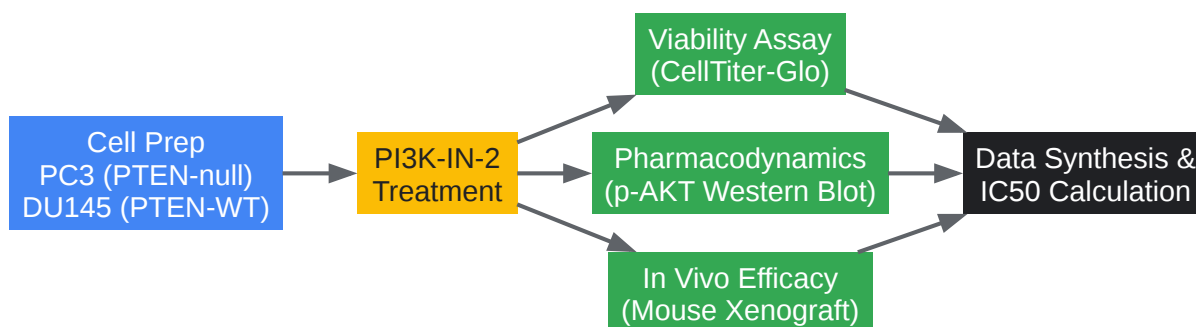 Cell Prep
PC3 (PTEN-null)
DU145 (PTEN-WT)
PI3K-IN-2
Treatment
Viability Assay
(CellTiter-Glo)
Pharmacodynamics
(p-AKT Western Blot)
In Vivo Efficacy
(Mouse Xenograft)
Data Synthesis &
IC50 Calculation